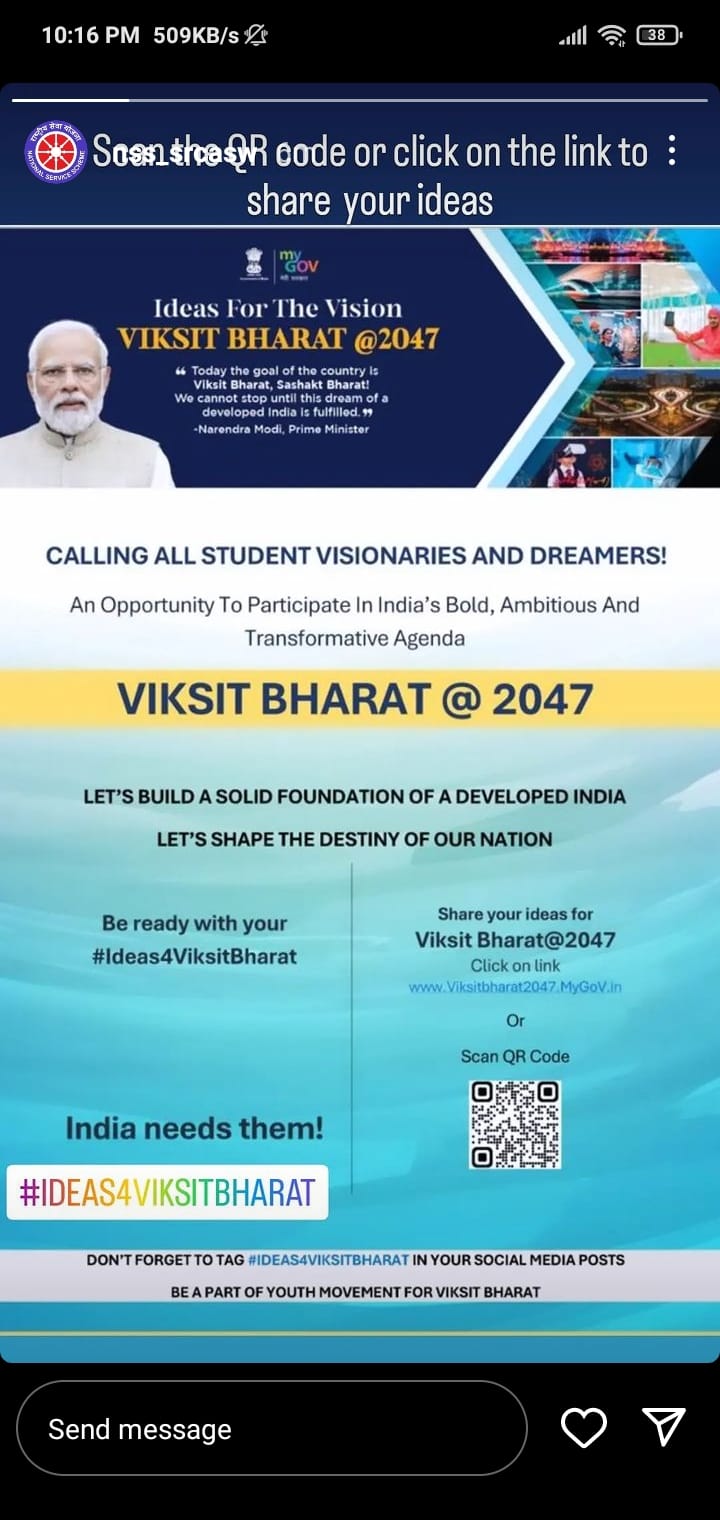 10:16 PM 509KB/s
38
राष्ट्रीय सेवा योजना
NATIONAL SERVICE SCHEME
nss_srcasw
Scan the QR code or click on the link to
share your ideas
my
GOV
मेरी सरकार
Ideas For The Vision
VIKSIT BHARAT @2047
❝ Today the goal of the country is
Viksit Bharat, Sashakt Bharat!
We cannot stop until this dream of a
developed India is fulfilled.❞
-Narendra Modi, Prime Minister
CALLING ALL STUDENT VISIONARIES AND DREAMERS!
An Opportunity To Participate In India's Bold, Ambitious And
Transformative Agenda
VIKSIT BHARAT @ 2047
LET'S BUILD A SOLID FOUNDATION OF A DEVELOPED INDIA
LET'S SHAPE THE DESTINY OF OUR NATION
Be ready with your
#Ideas4ViksitBharat
India needs them!
#IDEAS4VIKSITBHARAT
Share your ideas for
Viksit Bharat@2047
Click on link
www.Viksitbharat2047.MyGoV.in
Or
Scan QR Code
DON'T FORGET TO TAG #IDEAS4VIKSITBHARAT IN YOUR SOCIAL MEDIA POSTS
BE A PART OF YOUTH MOVEMENT FOR VIKSIT BHARAT
Send message